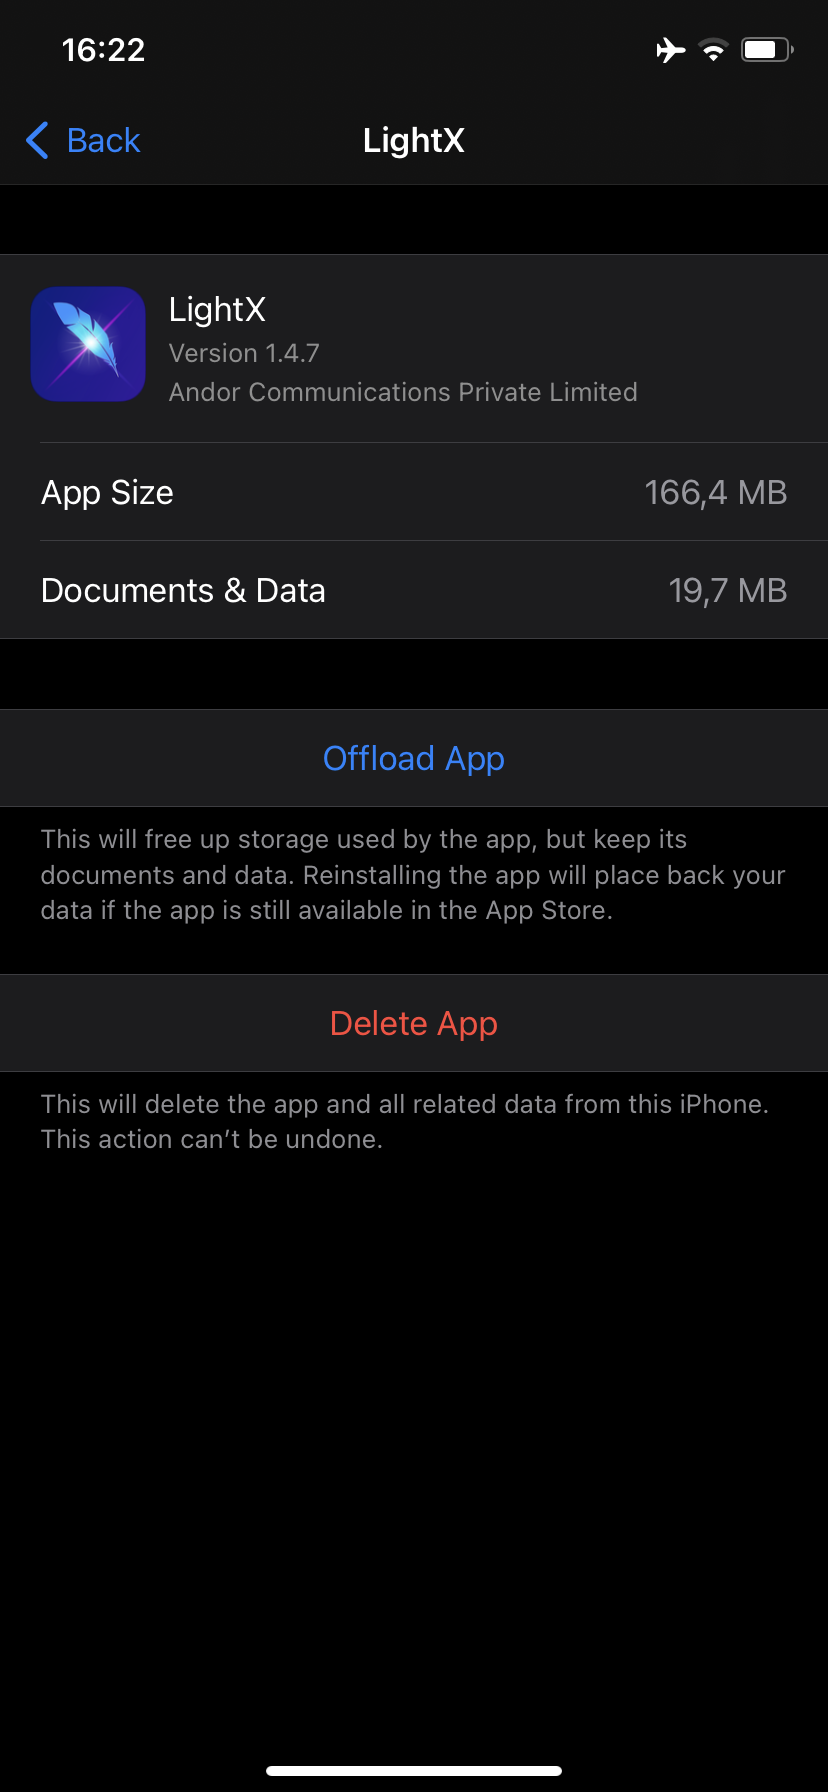 16:22
Back
LightX
LightX
Version 1.4.7
Andor Communications Private Limited
App Size
166,4 MB
Documents & Data
19,7 MB
Offload App
This will free up storage used by the app, but keep its
documents and data. Reinstalling the app will place back your
data if the app is still available in the App Store.
Delete App
This will delete the app and all related data from this iPhone.
This action can’t be undone.